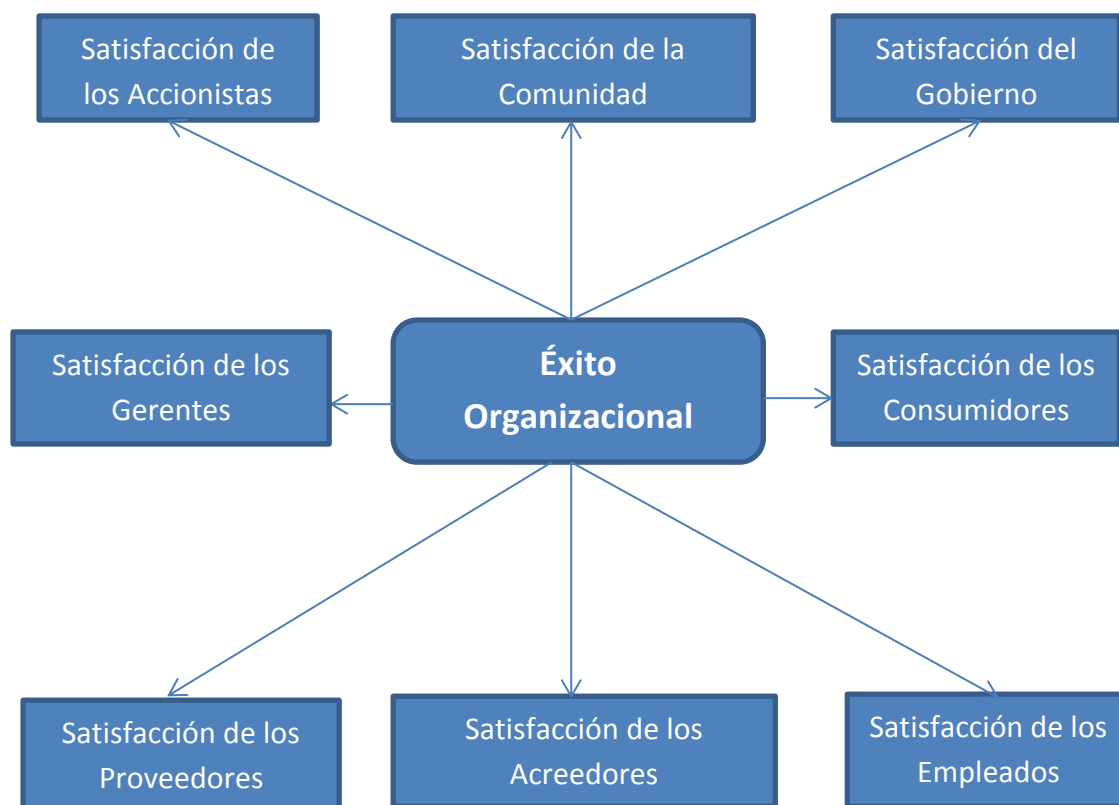 Satisfacción de
los Accionistas
Satisfacción de la
Comunidad
Satisfacción del
Gobierno
Satisfacción de los
Gerentes
Éxito
Organizacional
Satisfacción de los
Consumidores
Satisfacción de los
Proveedores
Satisfacción de los
Acreedores
Satisfacción de los
Empleados